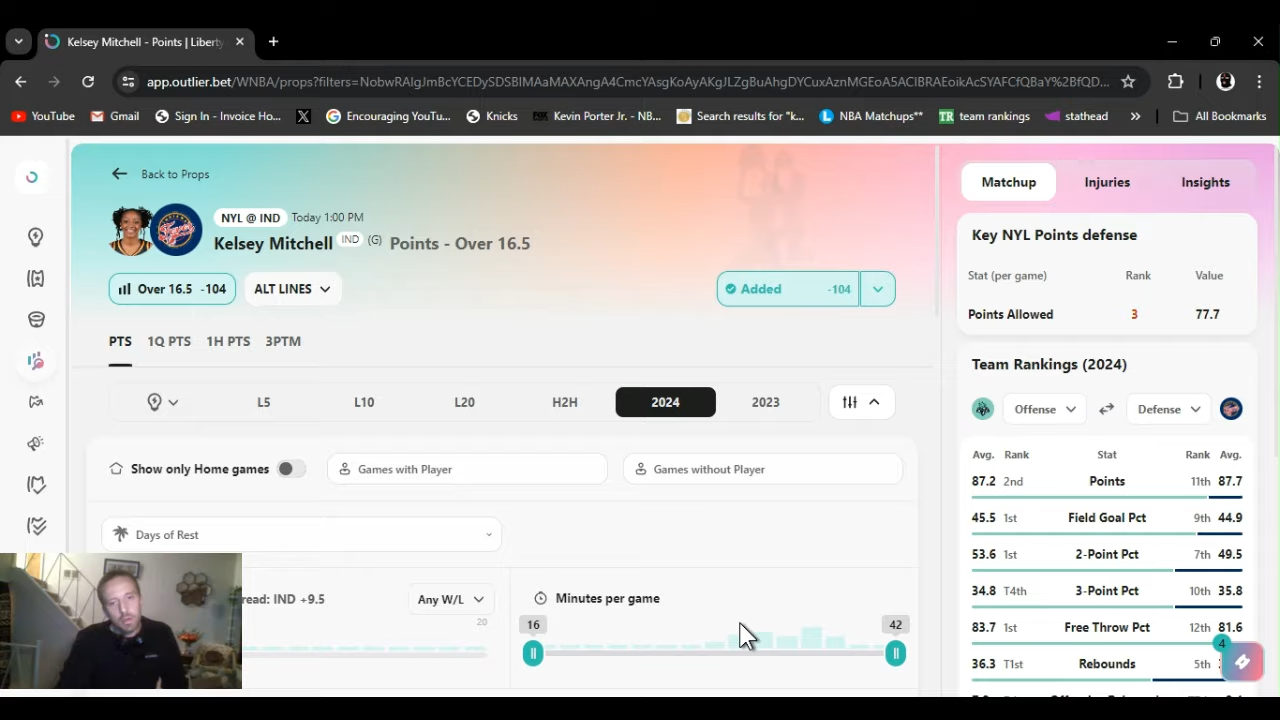 Kelsey Mitchell - Points | Liberty
app.outlier.bet/WNBA/props?filters=NobwRAlgJmBcYCEDySDSBIMAaMAXAngA4CmcYAsgKoAyAKgJLZgBuAhgDYCuxAznMGEoA5ACIBRAEoikAcSYAFCfQBaY%2BfQD...
YouTube Gmail Sign In - Invoice Ho... Encouraging YouTu... Knicks Kevin Porter Jr. - NB... Search results for "k... NBA Matchups** TR team rankings stathead » All Bookmarks
Back to Props
NYL @ IND Today 1:00 PM
Kelsey Mitchell IND (G) Points - Over 16.5
Over 16.5 -104 ALT LINES Added -104
PTS 1Q PTS 1H PTS 3PTM
L5 L10 L20 H2H 2024 2023
Show only Home games Games with Player Games without Player
Days of Rest
read: IND +9.5 Any W/L
20
Minutes per game
16 42
Matchup Injuries Insights
Key NYL Points defense
Stat (per game) Rank Value
Points Allowed 3 77.7
Team Rankings (2024)
Offense Defense
Avg. Rank Stat Rank Avg.
87.2 2nd Points 11th 87.7
45.5 1st Field Goal Pct 9th 44.9
53.6 1st 2-Point Pct 7th 49.5
34.8 T4th 3-Point Pct 10th 35.8
83.7 1st Free Throw Pct 12th 81.6
4
36.3 T1st Rebounds 5th